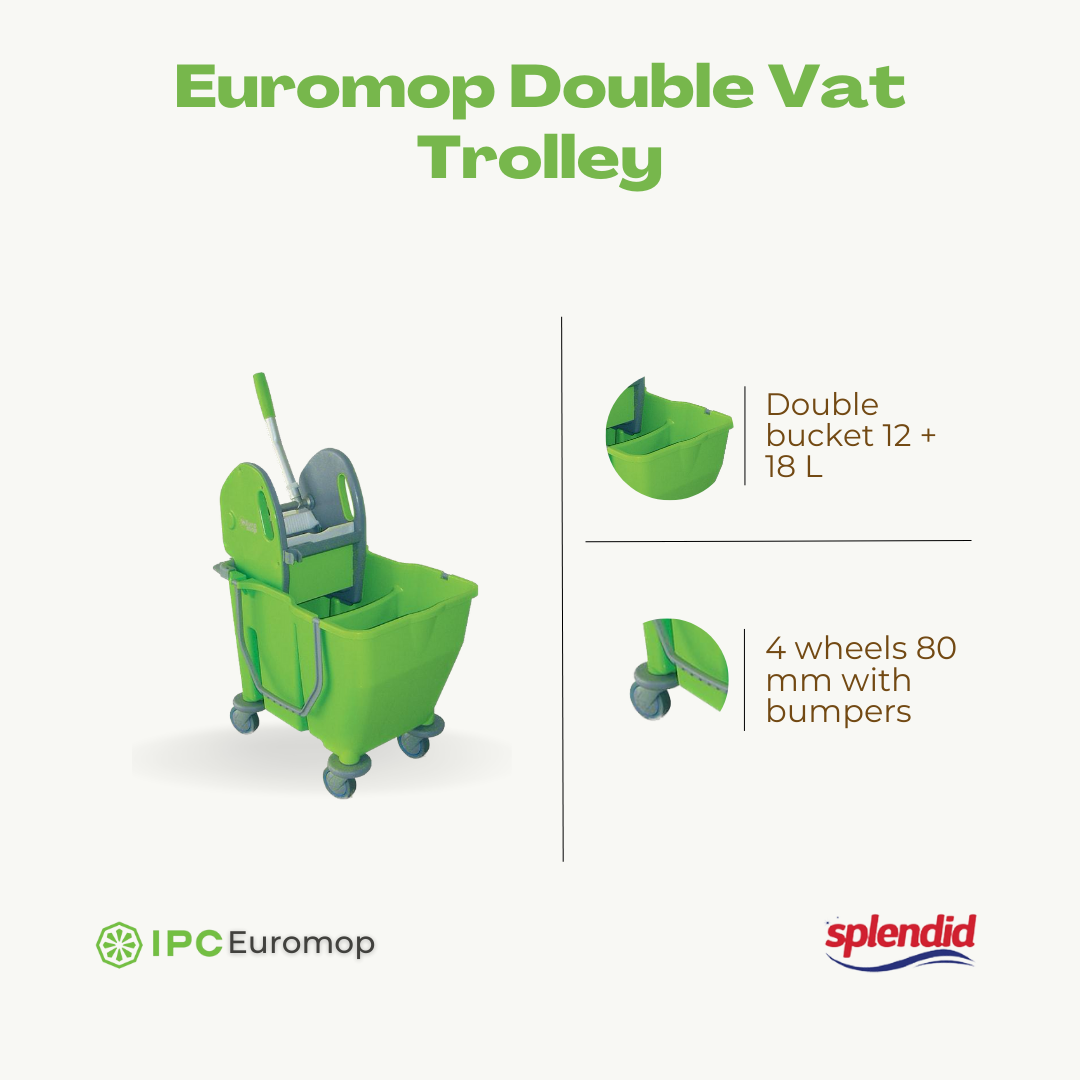 Euromop Double Vat
Trolley
Double
bucket 12 +
18 L
4 wheels 80
mm with
bumpers
IPC Euromop
splendid